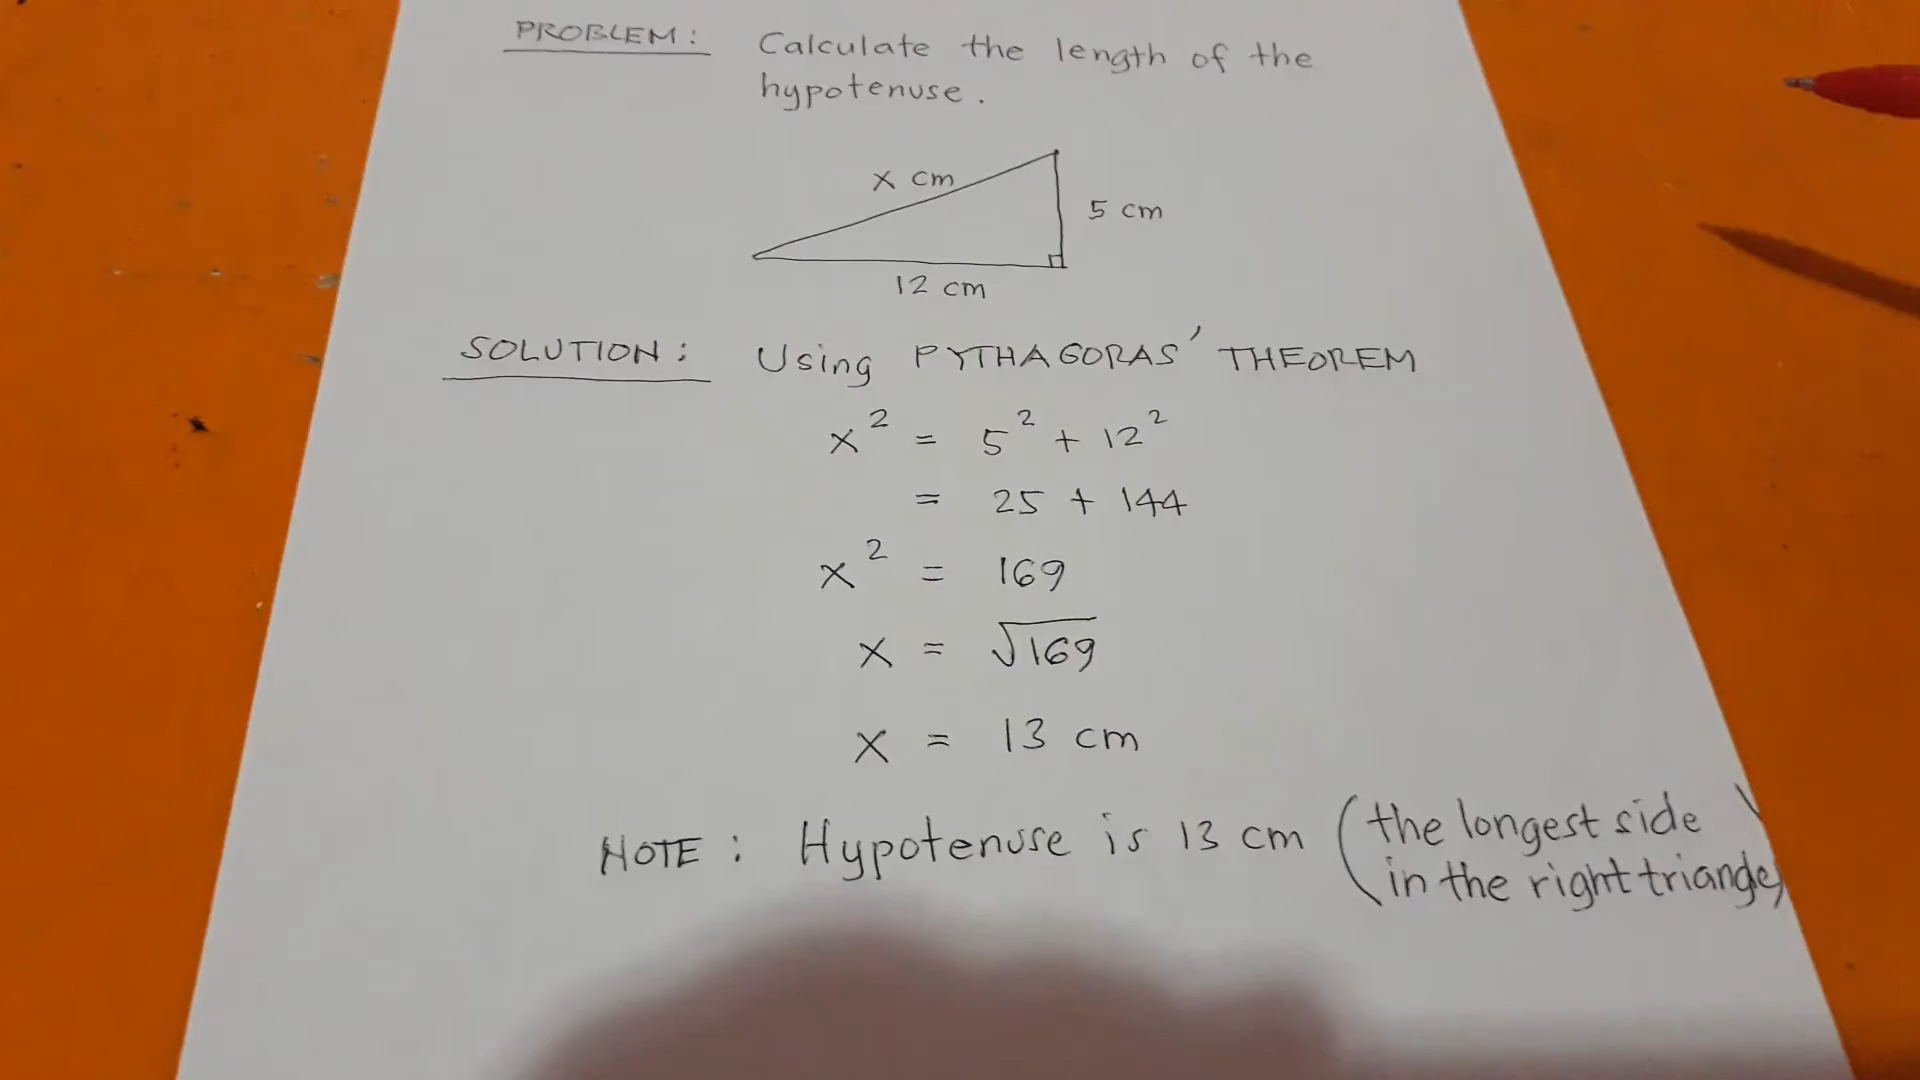 PROBLEM: Calculate the length of the
hypotenuse.
x cm
5 cm
12 cm
SOLUTION: Using PYTHAGORAS' THEOREM
x² = 5² + 12²
= 25 + 144
x² = 169
x = √169
x = 13 cm
NOTE: Hypotenuse is 13 cm (the longest side
in the right triangle)